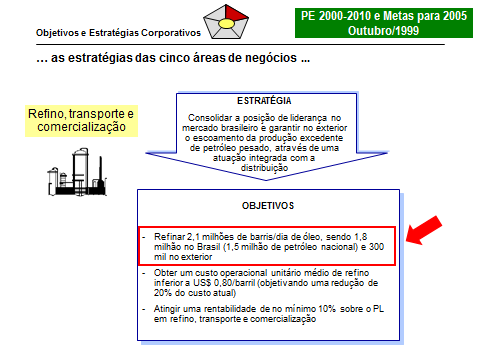 PE 2000-2010 e Metas para 2005
Outubro/1999
Objetivos e Estratégias Corporativos
… as estratégias das cinco áreas de negócios ...
Refino, transporte e
comercialização
ESTRATÉGIA
Consolidar a posição de liderança no
mercado brasileiro e garantir no exterior
o escoamento da produção excedente
de petróleo pesado, através de uma
atuação integrada com a
distribuição
OBJETIVOS
- Refinar 2,1 milhões de barris/dia de óleo, sendo 1,8
milhão no Brasil (1,5 milhão de petróleo nacional) e 300
mil no exterior
- Obter um custo operacional unitário médio de refino
inferior a US$ 0,80/barril (objetivando uma redução de
20% do custo atual)
- Atingir uma rentabilidade de no mínimo 10% sobre o PL
em refino, transporte e comercialização